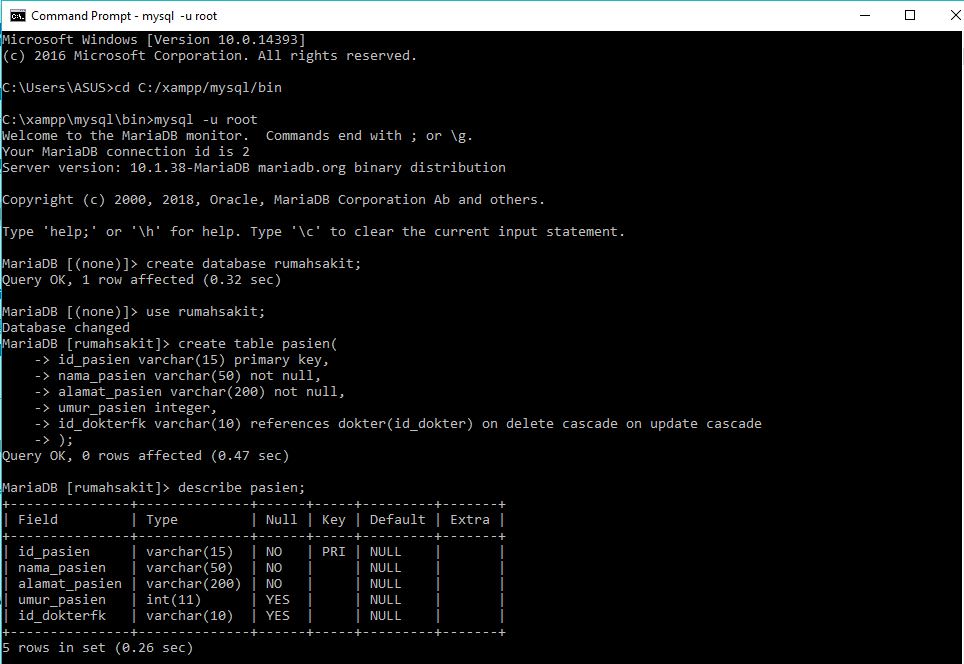 Command Prompt - mysql  -u root
Microsoft Windows [Version 10.0.14393]
(c) 2016 Microsoft Corporation. All rights reserved.
C:\Users\ASUS>cd C:/xampp/mysql/bin
C:\xampp\mysql\bin>mysql -u root
Welcome to the MariaDB monitor.  Commands end with ; or \g.
Your MariaDB connection id is 2
Server version: 10.1.38-MariaDB mariadb.org binary distribution
Copyright (c) 2000, 2018, Oracle, MariaDB Corporation Ab and others.
Type 'help;' or '\h' for help. Type '\c' to clear the current input statement.
MariaDB [(none)]> create database rumahsakit;
Query OK, 1 row affected (0.32 sec)
MariaDB [(none)]> use rumahsakit;
Database changed
MariaDB [rumahsakit]> create table pasien(
    -> id_pasien varchar(15) primary key,
    -> nama_pasien varchar(50) not null,
    -> alamat_pasien varchar(200) not null,
    -> umur_pasien integer,
    -> id_dokterfk varchar(10) references dokter(id_dokter) on delete cascade on update cascade
    -> );
Query OK, 0 rows affected (0.47 sec)
MariaDB [rumahsakit]> describe pasien;
+---------------+--------------+------+-----+---------+-------+
| Field         | Type         | Null | Key | Default | Extra |
+---------------+--------------+------+-----+---------+-------+
| id_pasien     | varchar(15)  | NO   | PRI | NULL    |       |
| nama_pasien   | varchar(50)  | NO   |     | NULL    |       |
| alamat_pasien | varchar(200) | NO   |     | NULL    |       |
| umur_pasien   | int(11)      | YES  |     | NULL    |       |
| id_dokterfk   | varchar(10)  | YES  |     | NULL    |       |
+---------------+--------------+------+-----+---------+-------+
5 rows in set (0.26 sec)